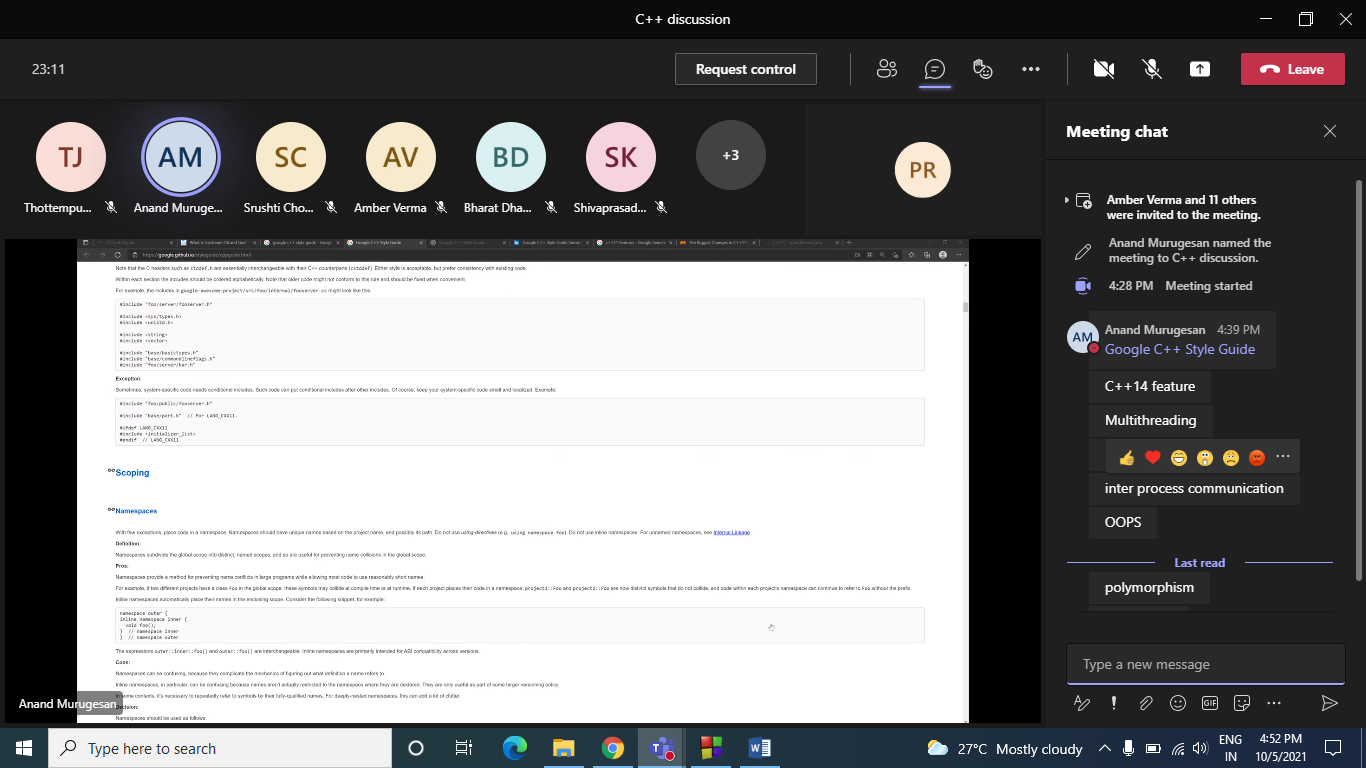 C++ discussion
23:11
Request control
Leave
TJ
AM
SC
AV
BD
SK
+3
PR
Thottempu...
Anand Muruge...
Srushti Cho...
Amber Verma
Bharat Dha...
Shivaprasad...
Meeting chat
Amber Verma and 11 others
were invited to the meeting.
Anand Murugesan named the
meeting to C++ discussion.
4:28 PM Meeting started
AM
Anand Murugesan 4:39 PM
Google C++ Style Guide
C++14 feature
Multithreading
inter process communication
OOPS
Last read
polymorphism
Type a new message
GIF
https://google.github.io/styleguide/cppguide.html
Note that the C headers such as stddef.h are essentially interchangeable with their C++ counterparts (cstddef). Either style is acceptable, but prefer consistency with existing code.
Within each section the includes should be ordered alphabetically. Note that older code might not conform to this rule and should be fixed when convenient.
For example, the includes in google-awesome-project/src/foo/internal/fooserver.cc might look like this:
#include "foo/server/fooserver.h"
#include <sys/types.h>
#include <unistd.h>
#include <string>
#include <vector>
#include "base/basictypes.h"
#include "base/commandlineflags.h"
#include "foo/server/bar.h"
Exception:
Sometimes, system-specific code needs conditional includes. Such code can put conditional includes after other includes. Of course, keep your system-specific code small and localized. Example:
#include "foo/public/fooserver.h"
#include "base/port.h" // For LANG_CXX11.
#ifdef LANG_CXX11
#include <initializer_list>
#endif // LANG_CXX11
Scoping
Namespaces
With few exceptions, place code in a namespace. Namespaces should have unique names based on the project name, and possibly its path. Do not use using-directives (e.g., using namespace foo). Do not use inline namespaces. For unnamed namespaces, see Internal Linkage.
Definition:
Namespaces subdivide the global scope into distinct, named scopes, and so are useful for preventing name collisions in the global scope.
Pros:
Namespaces provide a method for preventing name conflicts in large programs while allowing most code to use reasonably short names.
For example, if two different projects have a class Foo in the global scope, these symbols may collide at compile time or at runtime. If each project places their code in a namespace, project1::Foo and project2::Foo are now distinct symbols that do not collide, and code within each project's namespace can continue to refer to Foo without the prefix.
Inline namespaces automatically place their names in the enclosing scope. Consider the following snippet, for example:
namespace outer {
inline namespace inner {
void foo();
} // namespace inner
} // namespace outer
The expressions outer::inner::foo() and outer::foo() are interchangeable. Inline namespaces are primarily intended for ABI compatibility across versions.
Cons:
Namespaces can be confusing, because they complicate the mechanics of figuring out what definition a name refers to.
Inline namespaces, in particular, can be confusing because names aren't actually restricted to the namespace where they are declared. They are only useful as part of some larger versioning policy.
In some contexts, it's necessary to repeatedly refer to symbols by their fully-qualified names. For deeply-nested namespaces, this can add a lot of clutter.
Decision:
Namespaces should be used as follows:
Anand Murugesan
Type here to search
27°C Mostly cloudy
ENG
IN
4:52 PM
10/5/2021